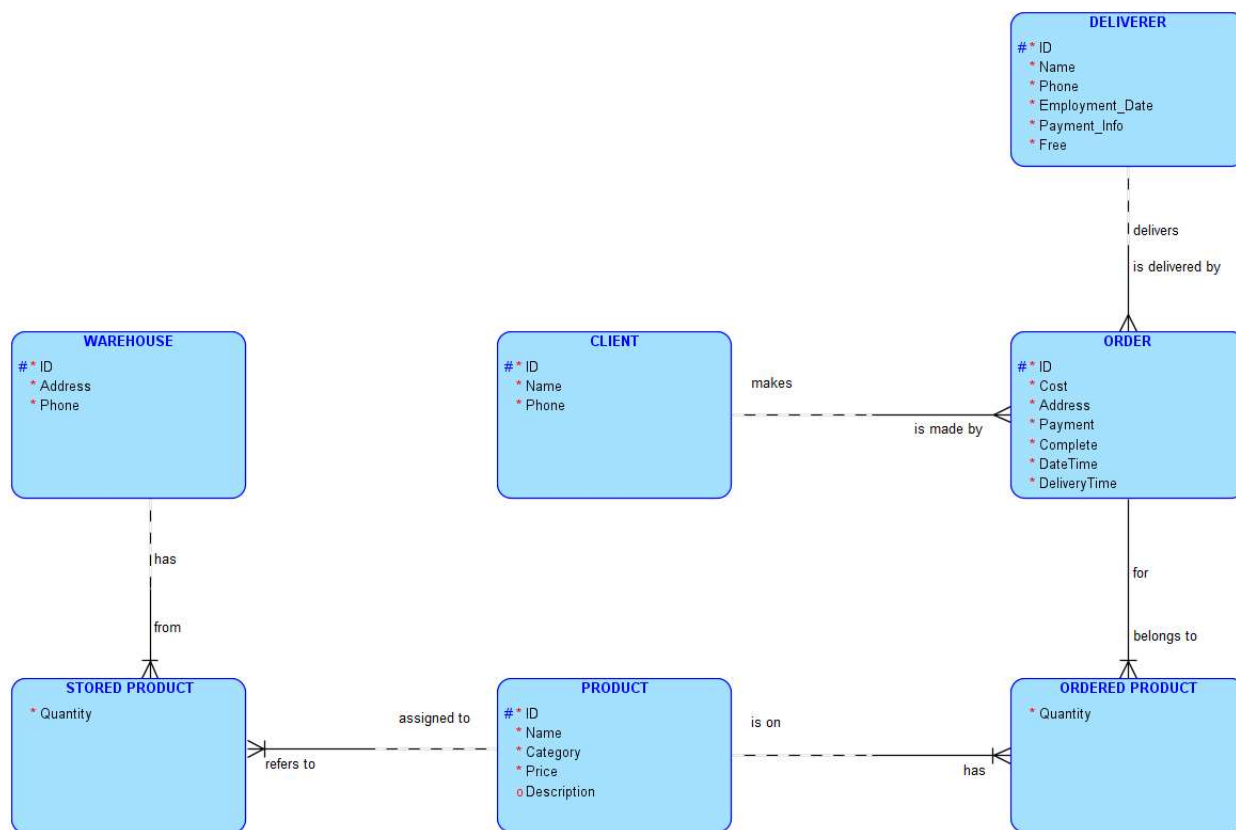 DELIVERER
#* ID
* Name
* Phone
* Employment_Date
* Payment_Info
* Free
delivers
is delivered by
WAREHOUSE
#* ID
* Address
* Phone
CLIENT
#* ID
* Name
* Phone
makes
is made by
ORDER
#* ID
* Cost
* Address
* Payment
* Complete
* DateTime
* DeliveryTime
has
from
for
belongs to
STORED PRODUCT
* Quantity
assigned to
refers to
PRODUCT
#* ID
* Name
* Category
* Price
o Description
is on
has
ORDERED PRODUCT
* Quantity